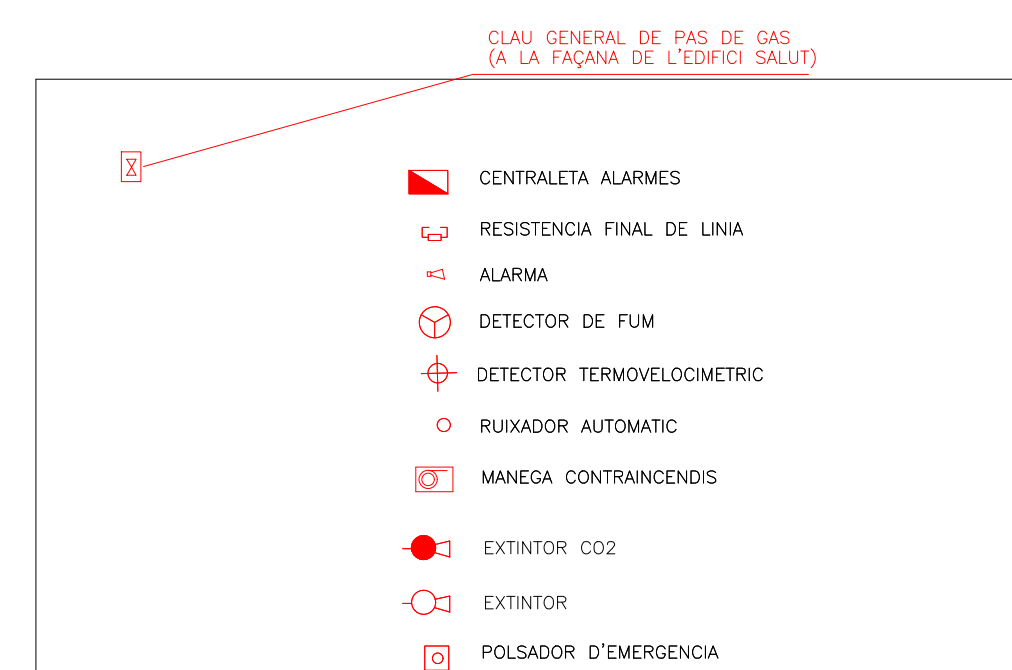 CLAU GENERAL DE PAS DE GAS
(A LA FAÇANA DE L'EDIFICI SALUT)
CENTRALETA ALARMES
RESISTENCIA FINAL DE LINIA
ALARMA
DETECTOR DE FUM
DETECTOR TERMOVELOCIMETRIC
RUIXADOR AUTOMATIC
MANEGA CONTRAINCENDIS
EXTINTOR CO2
EXTINTOR
POLSADOR D'EMERGENCIA